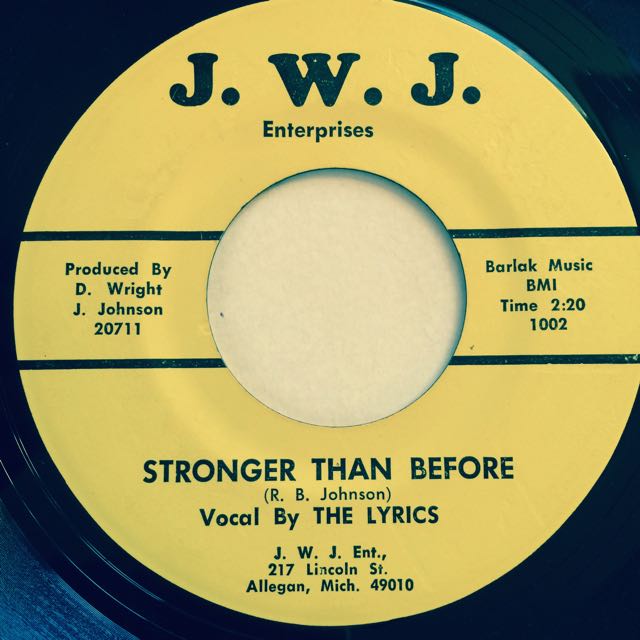 J. W. J.
Enterprises
Produced By
D. Wright
J. Johnson
20711
Barlak Music
BMI
Time 2:20
1002
STRONGER THAN BEFORE
(R. B. Johnson)
Vocal By THE LYRICS
J. W. J. Ent.,
217 Lincoln St.
Allegan, Mich. 49010